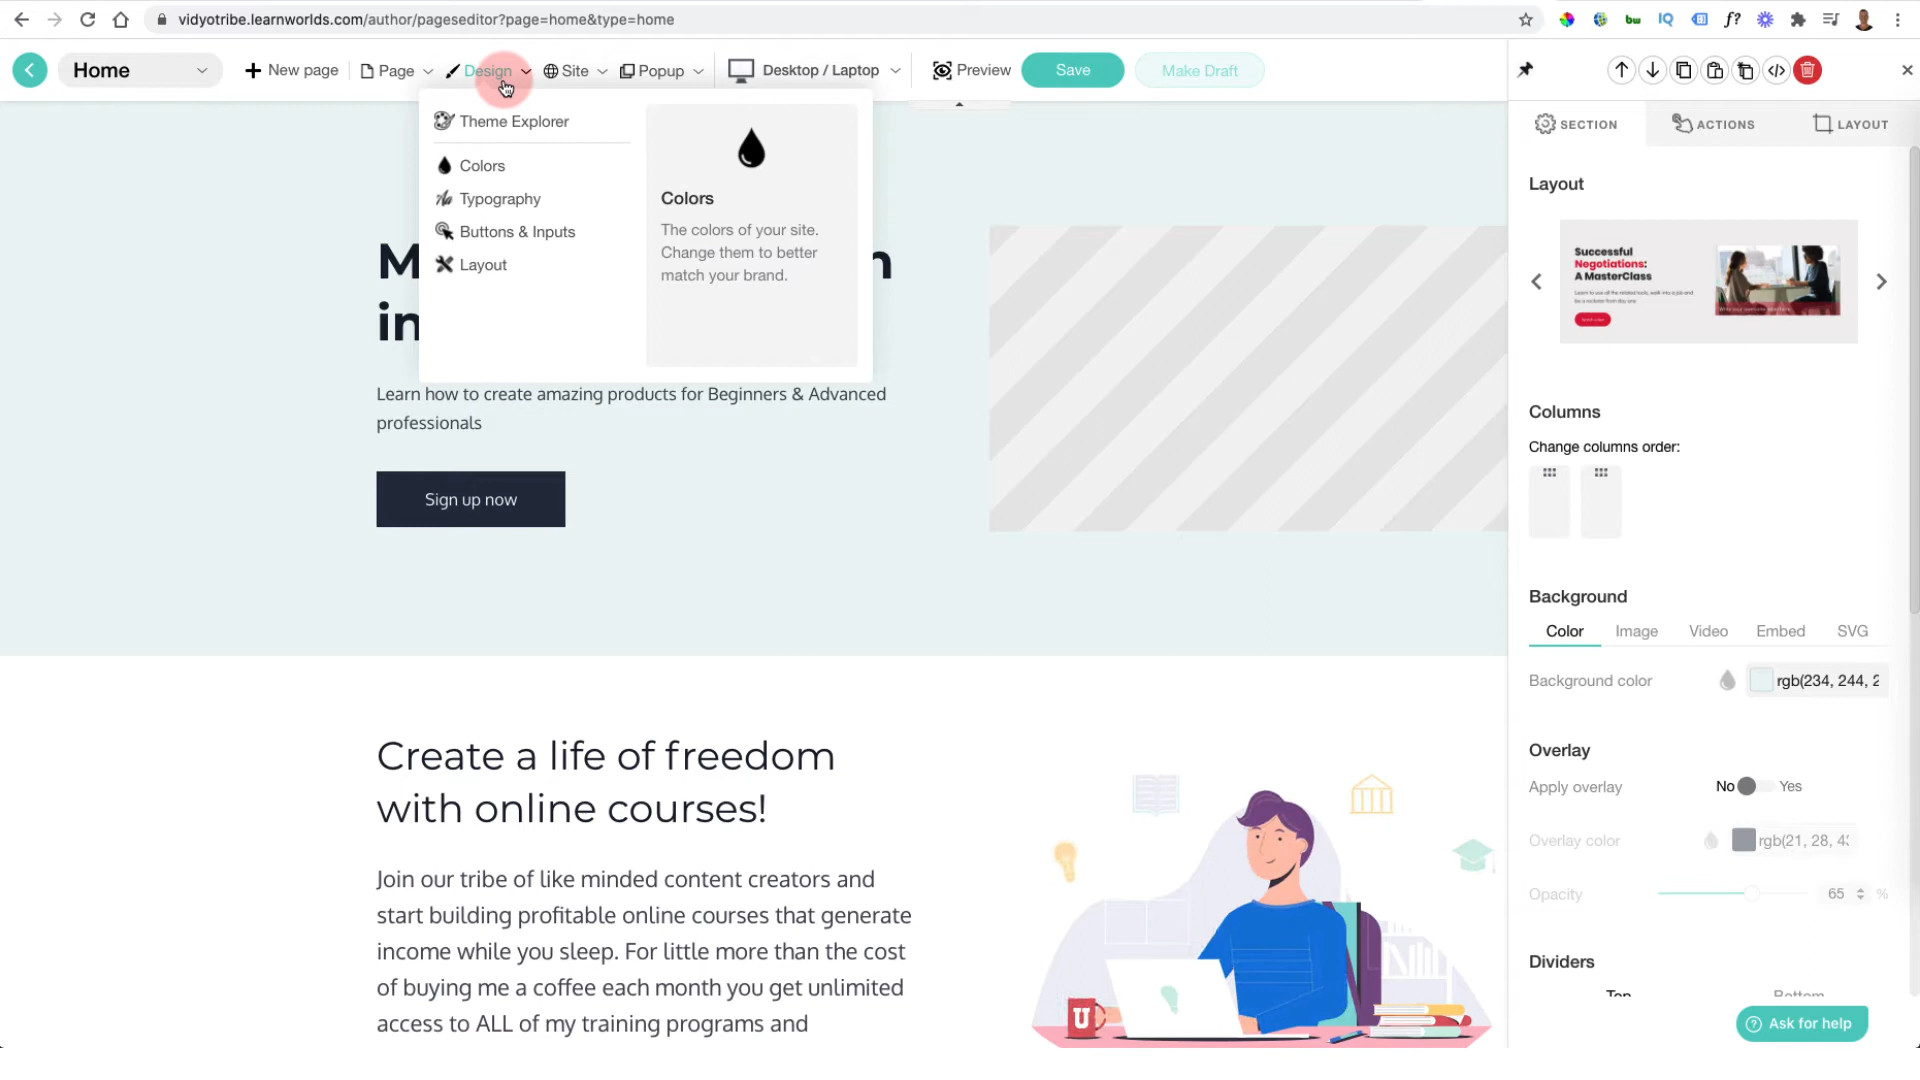 vidyotribe.learnworlds.com/author/pageseditor?page=home&type=home
Home
New page
Page
Design
Site
Popup
Desktop / Laptop
Preview
Save
Make Draft
Theme Explorer
Colors
Typography
Buttons & Inputs
Layout
Colors
The colors of your site.
Change them to better
match your brand.
M
n
in
Learn how to create amazing products for Beginners & Advanced
professionals
Sign up now
Create a life of freedom
with online courses!
Join our tribe of like minded content creators and
start building profitable online courses that generate
income while you sleep. For little more than the cost
of buying me a coffee each month you get unlimited
access to ALL of my training programs and
U
SECTION
ACTIONS
LAYOUT
Layout
Successful
Negotiations:
A MasterClass
Columns
Change columns order:
Background
Color
Image
Video
Embed
SVG
Background color
rgb(234, 244, 2
Overlay
Apply overlay
No
Yes
Overlay color
rgb(21, 28, 43
Opacity
65
%
Dividers
Top
Bottom
Ask for help